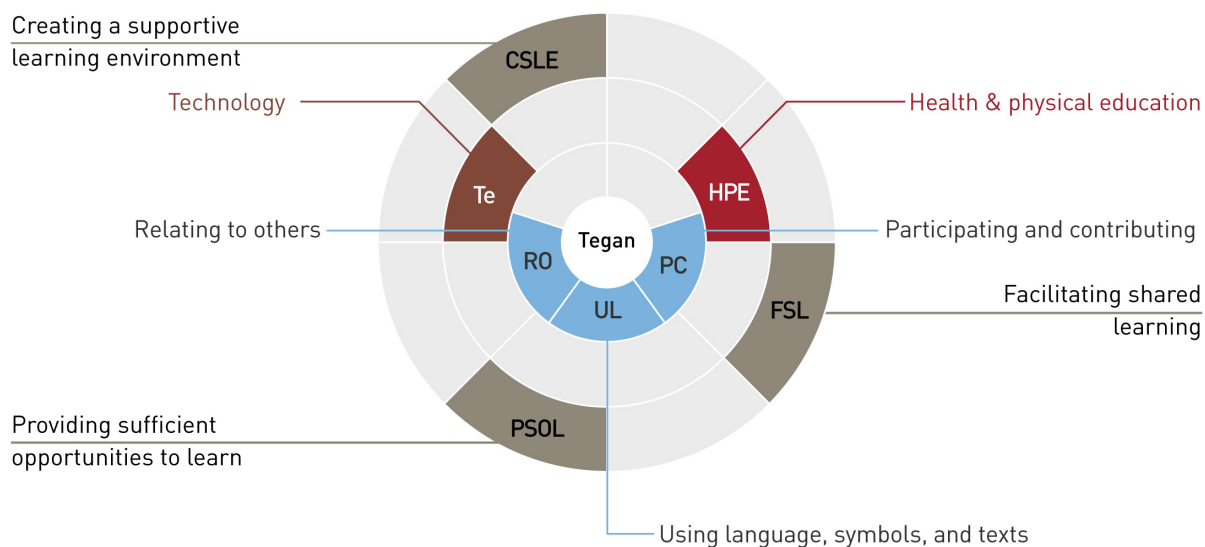 Creating a supportive
learning environment
CSLE
Technology
Health & physical education
Te
HPE
Relating to others
Tegan
Participating and contributing
RO
PC
UL
FSL
Facilitating shared
learning
PSOL
Providing sufficient
opportunities to learn
Using language, symbols, and texts